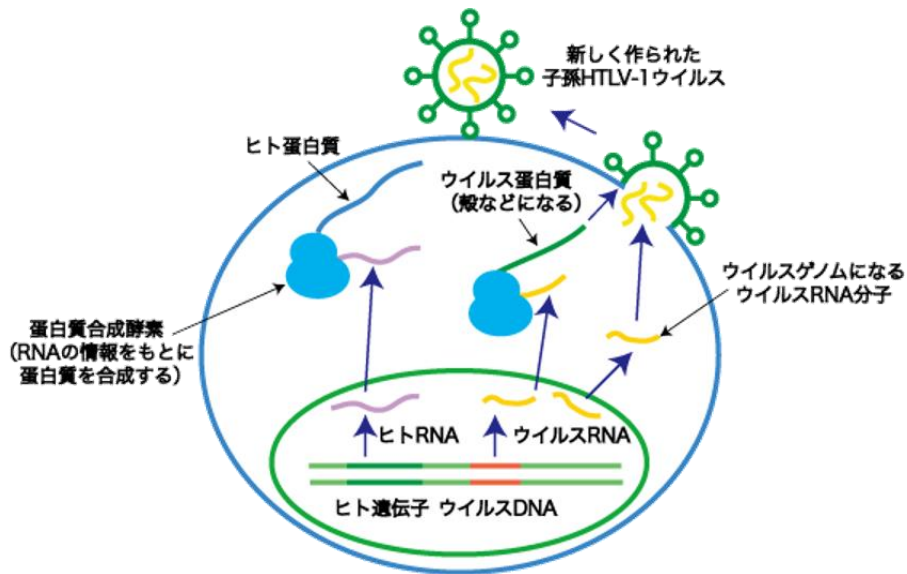 新しく作られた
子孫HTLV-1ウイルス
ヒト蛋白質
ウイルス蛋白質
（殻などになる）
ウイルスゲノムになる
ウイルスRNA分子
蛋白質合成酵素
（RNAの情報をもとに
蛋白質を合成する）
ヒトRNA
ウイルスRNA
ヒト遺伝子
ウイルスDNA